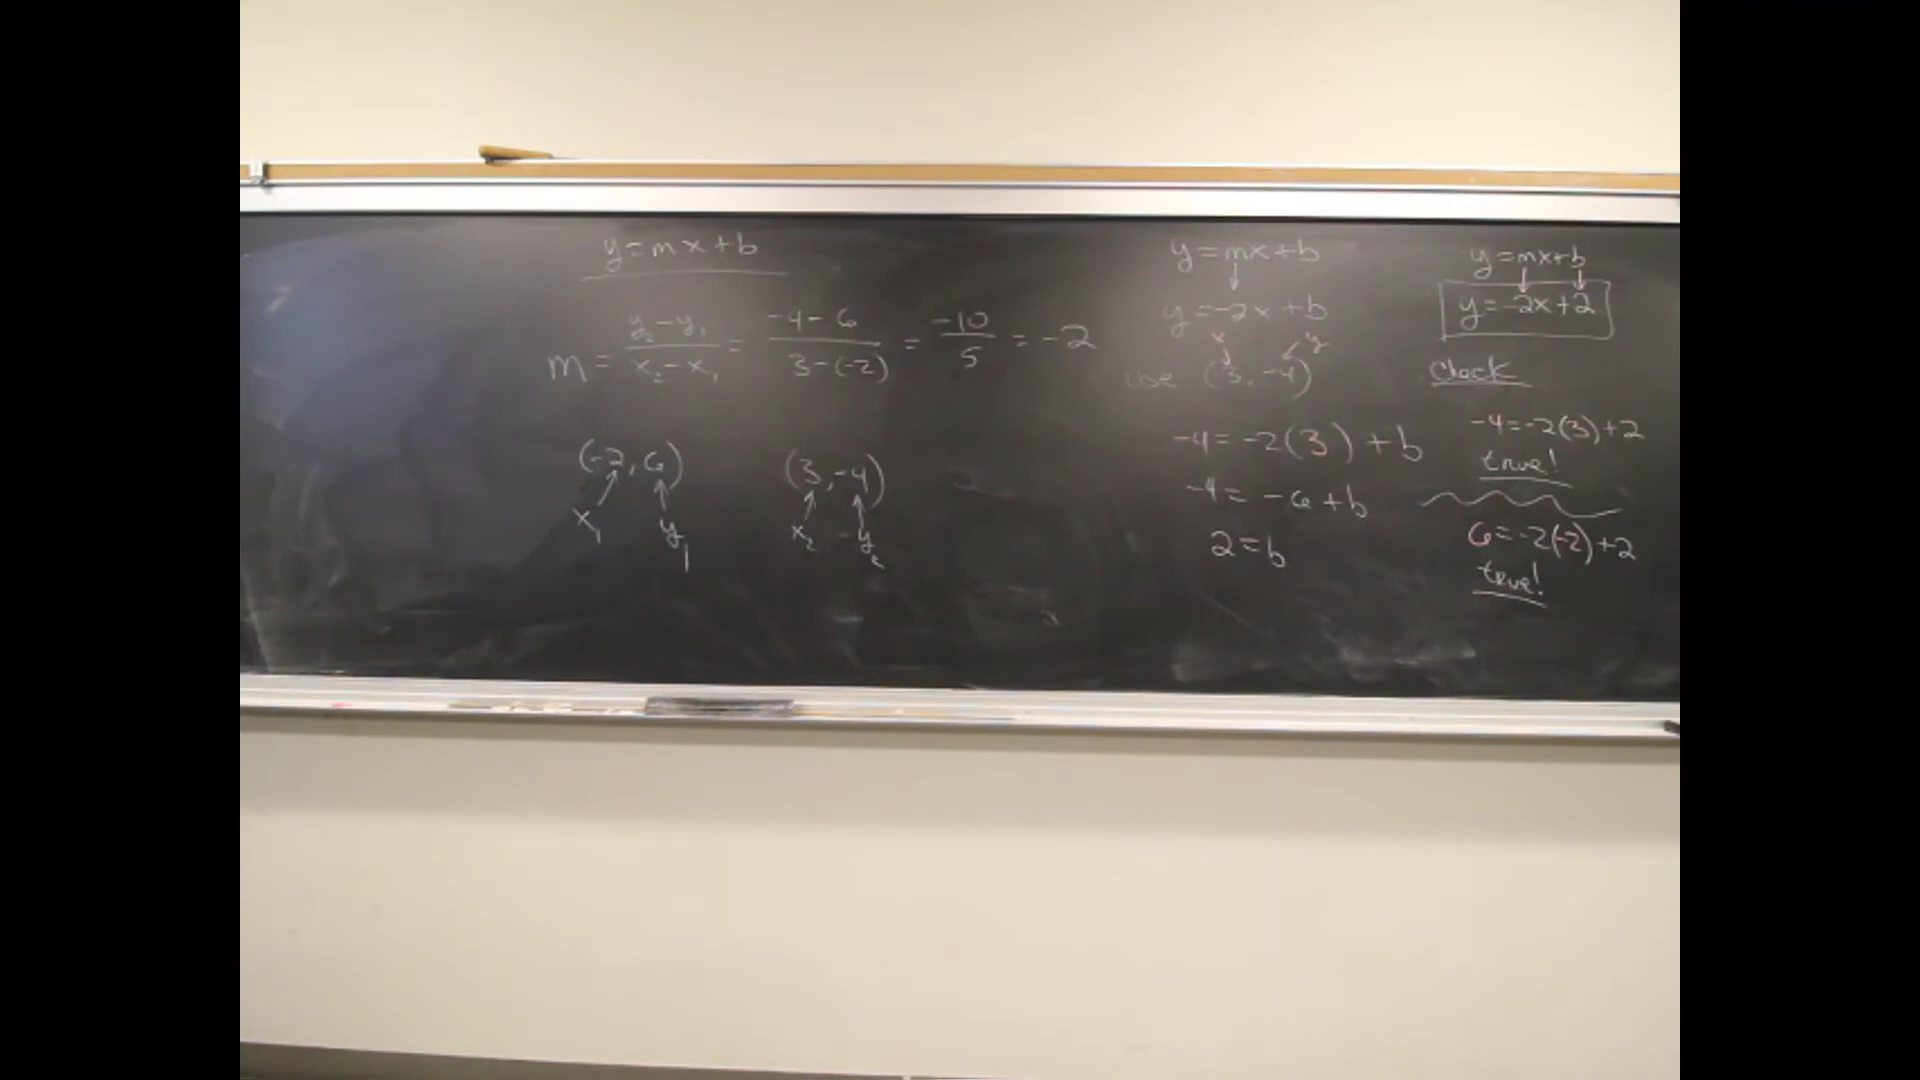 y=mx+b
m = y₂-y₁ / x₂-x₁ = -4-6 / 3-(-2) = -10 / 5 = -2
(-2, 6) (3, -4)
x₁ y₁ x₂ y₂
y=mx+b
y=-2x+b
x y
use (3, -4)
-4=-2(3)+b
-4=-6+b
2=b
y=mx+b
y=-2x+2
Check
-4=-2(3)+2
true!
6=-2(-2)+2
true!